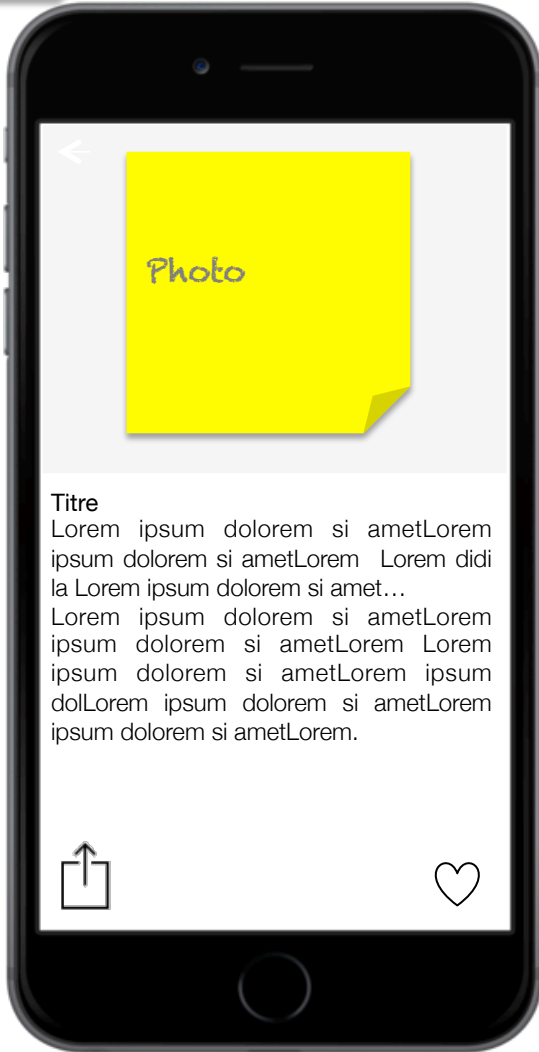 Photo
Titre
Lorem ipsum dolorem si ametLorem
ipsum dolorem si ametLorem   Lorem didi
la Lorem ipsum dolorem si amet…
Lorem ipsum dolorem si ametLorem
ipsum dolorem si ametLorem Lorem
ipsum dolorem si ametLorem ipsum
dolLorem ipsum dolorem si ametLorem
ipsum dolorem si ametLorem.